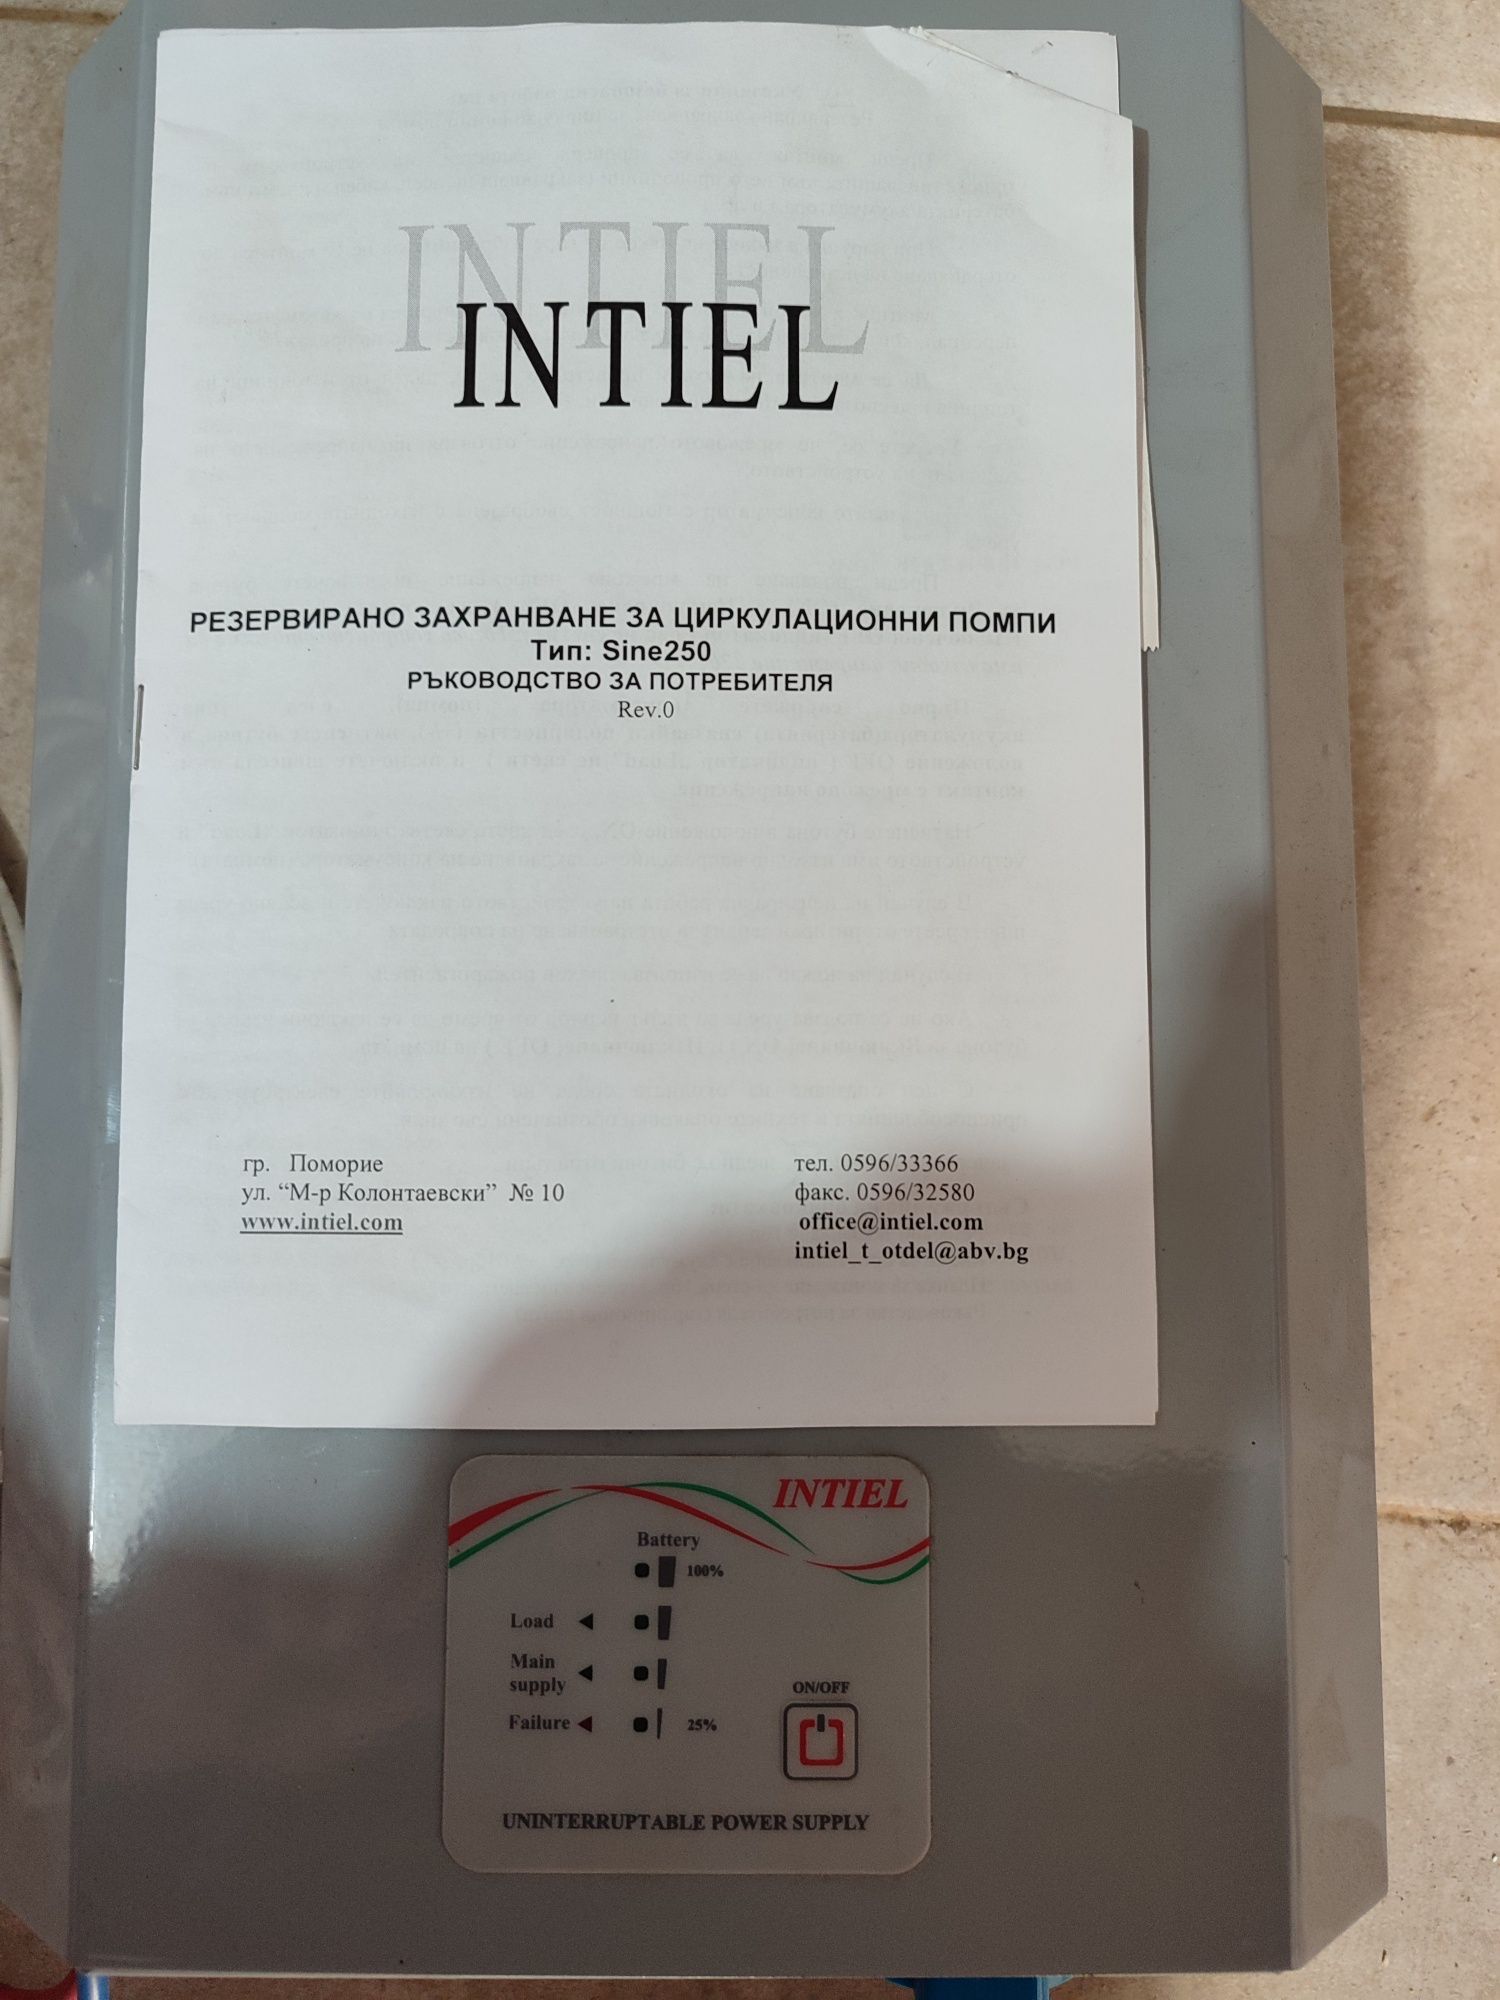 INTIEL
INTIEL
РЕЗЕРВИРАНО ЗАХРАНВАНЕ ЗА ЦИРКУЛАЦИОННИ ПОМПИ
Тип: Sine250
РЪКОВОДСТВО ЗА ПОТРЕБИТЕЛЯ
Rev.0
гр. Поморие
ул. “М-р Колонтаевски” № 10
www.intiel.com
тел. 0596/33366
факс. 0596/32580
office@intiel.com
intiel_t_otdel@abv.bg
INTIEL
Battery
100%
Load
Main
supply
Failure
25%
ON/OFF
UNINTERRUPTABLE POWER SUPPLY